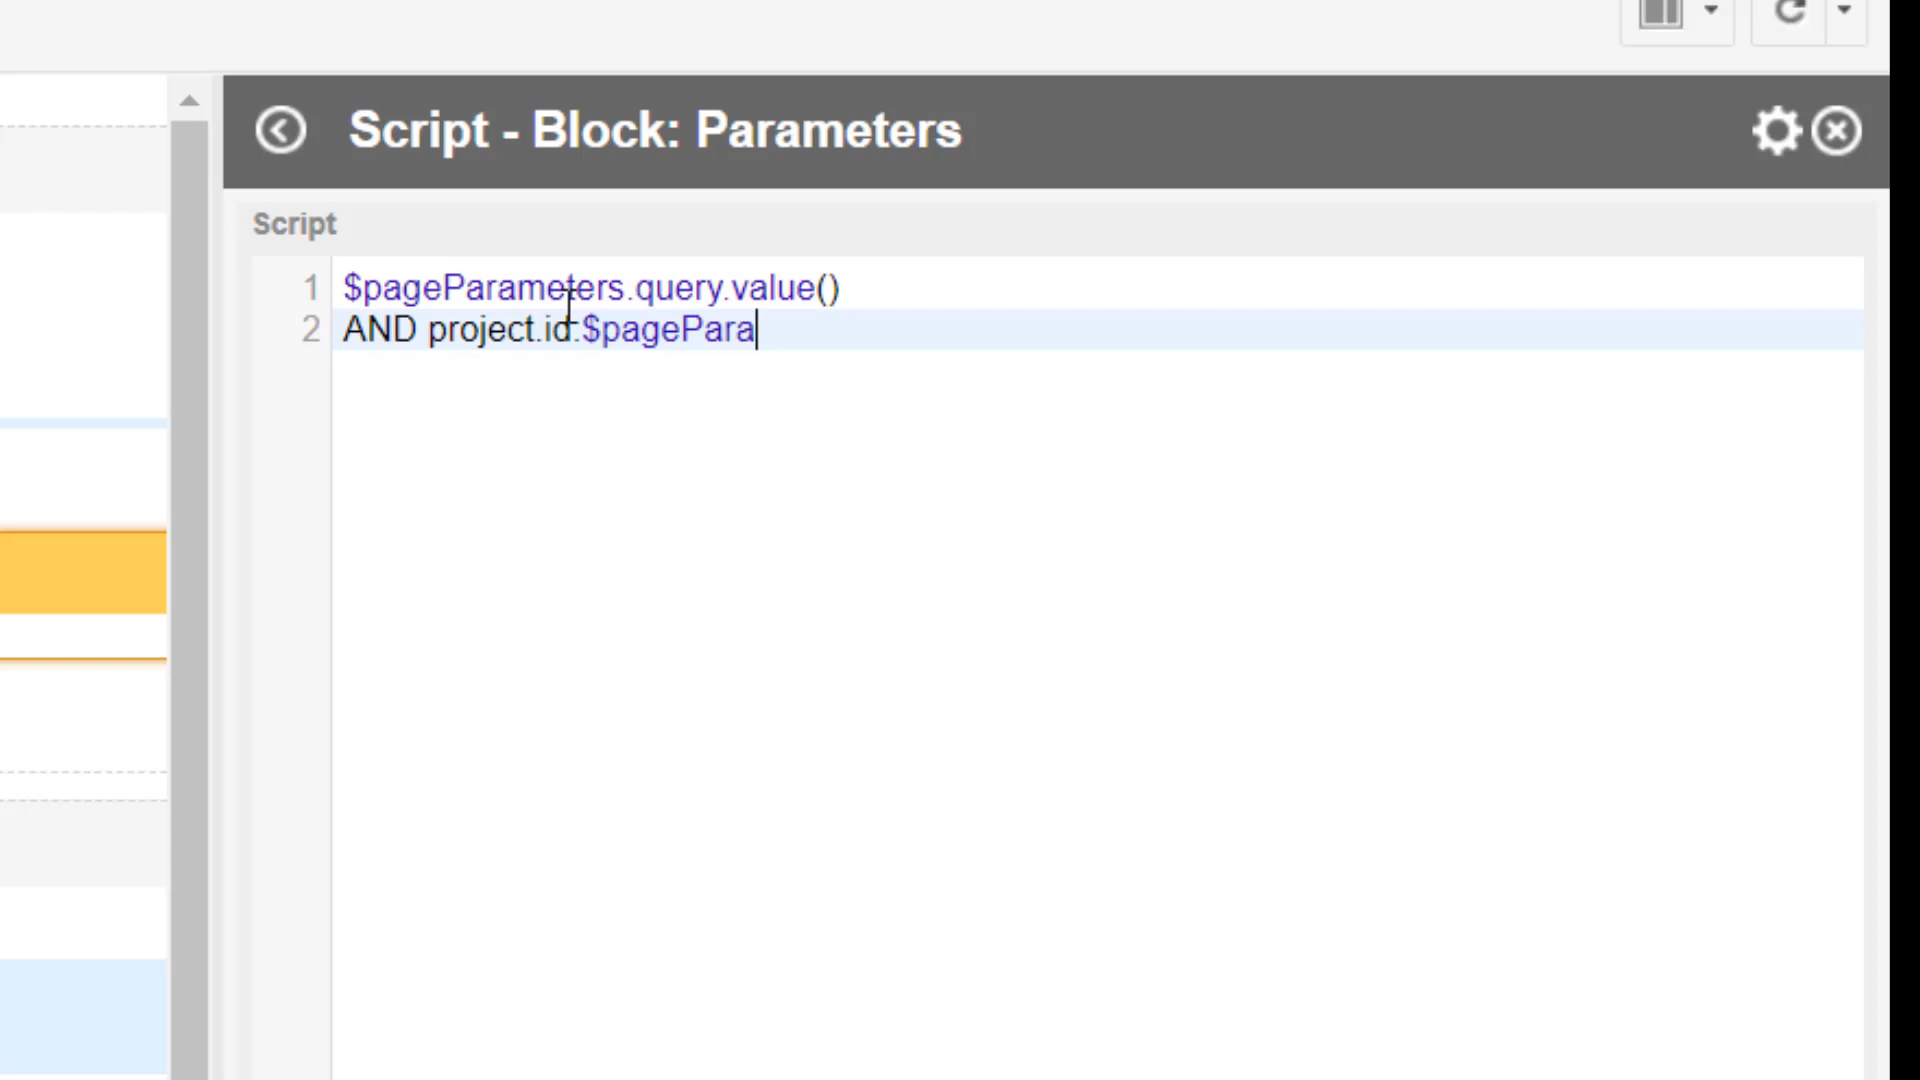 Script - Block: Parameters
Script
1 $pageParameters.query.value()
2 AND project.id:$pagePara